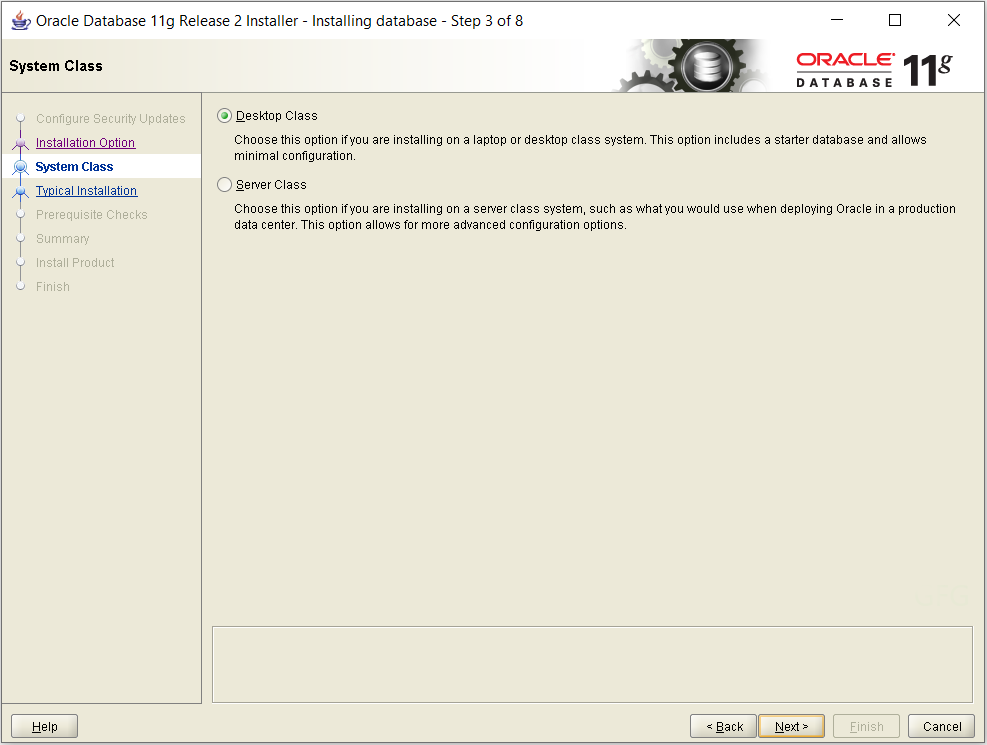 Oracle Database 11g Release 2 Installer - Installing database - Step 3 of 8
System Class
ORACLE
DATABASE
11g
Configure Security Updates
Installation Option
System Class
Typical Installation
Prerequisite Checks
Summary
Install Product
Finish
Desktop Class
Choose this option if you are installing on a laptop or desktop class system. This option includes a starter database and allows
minimal configuration.
Server Class
Choose this option if you are installing on a server class system, such as what you would use when deploying Oracle in a production
data center. This option allows for more advanced configuration options.
Help
< Back
Next >
Finish
Cancel